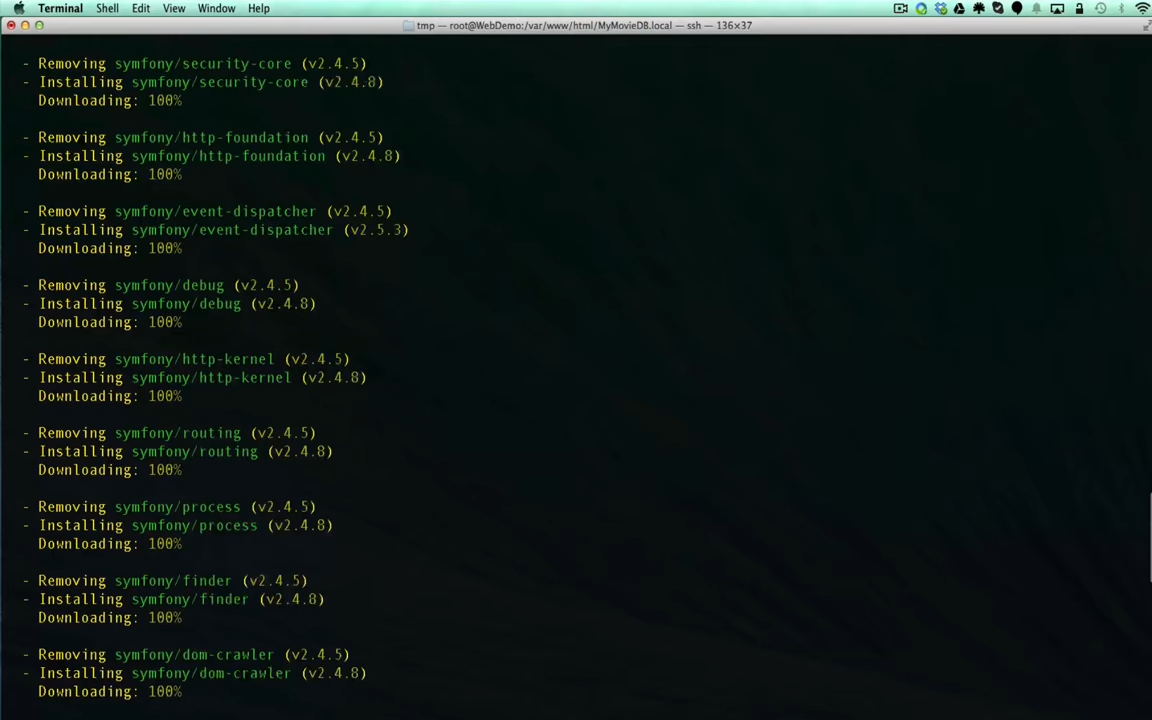 Terminal Shell Edit View Window Help
tmp — root@WebDemo:/var/www/html/MyMovieDB.local — ssh — 136×37
- Removing symfony/security-core (v2.4.5)
- Installing symfony/security-core (v2.4.8)
Downloading: 100%
- Removing symfony/http-foundation (v2.4.5)
- Installing symfony/http-foundation (v2.4.8)
Downloading: 100%
- Removing symfony/event-dispatcher (v2.4.5)
- Installing symfony/event-dispatcher (v2.5.3)
Downloading: 100%
- Removing symfony/debug (v2.4.5)
- Installing symfony/debug (v2.4.8)
Downloading: 100%
- Removing symfony/http-kernel (v2.4.5)
- Installing symfony/http-kernel (v2.4.8)
Downloading: 100%
- Removing symfony/routing (v2.4.5)
- Installing symfony/routing (v2.4.8)
Downloading: 100%
- Removing symfony/process (v2.4.5)
- Installing symfony/process (v2.4.8)
Downloading: 100%
- Removing symfony/finder (v2.4.5)
- Installing symfony/finder (v2.4.8)
Downloading: 100%
- Removing symfony/dom-crawler (v2.4.5)
- Installing symfony/dom-crawler (v2.4.8)
Downloading: 100%